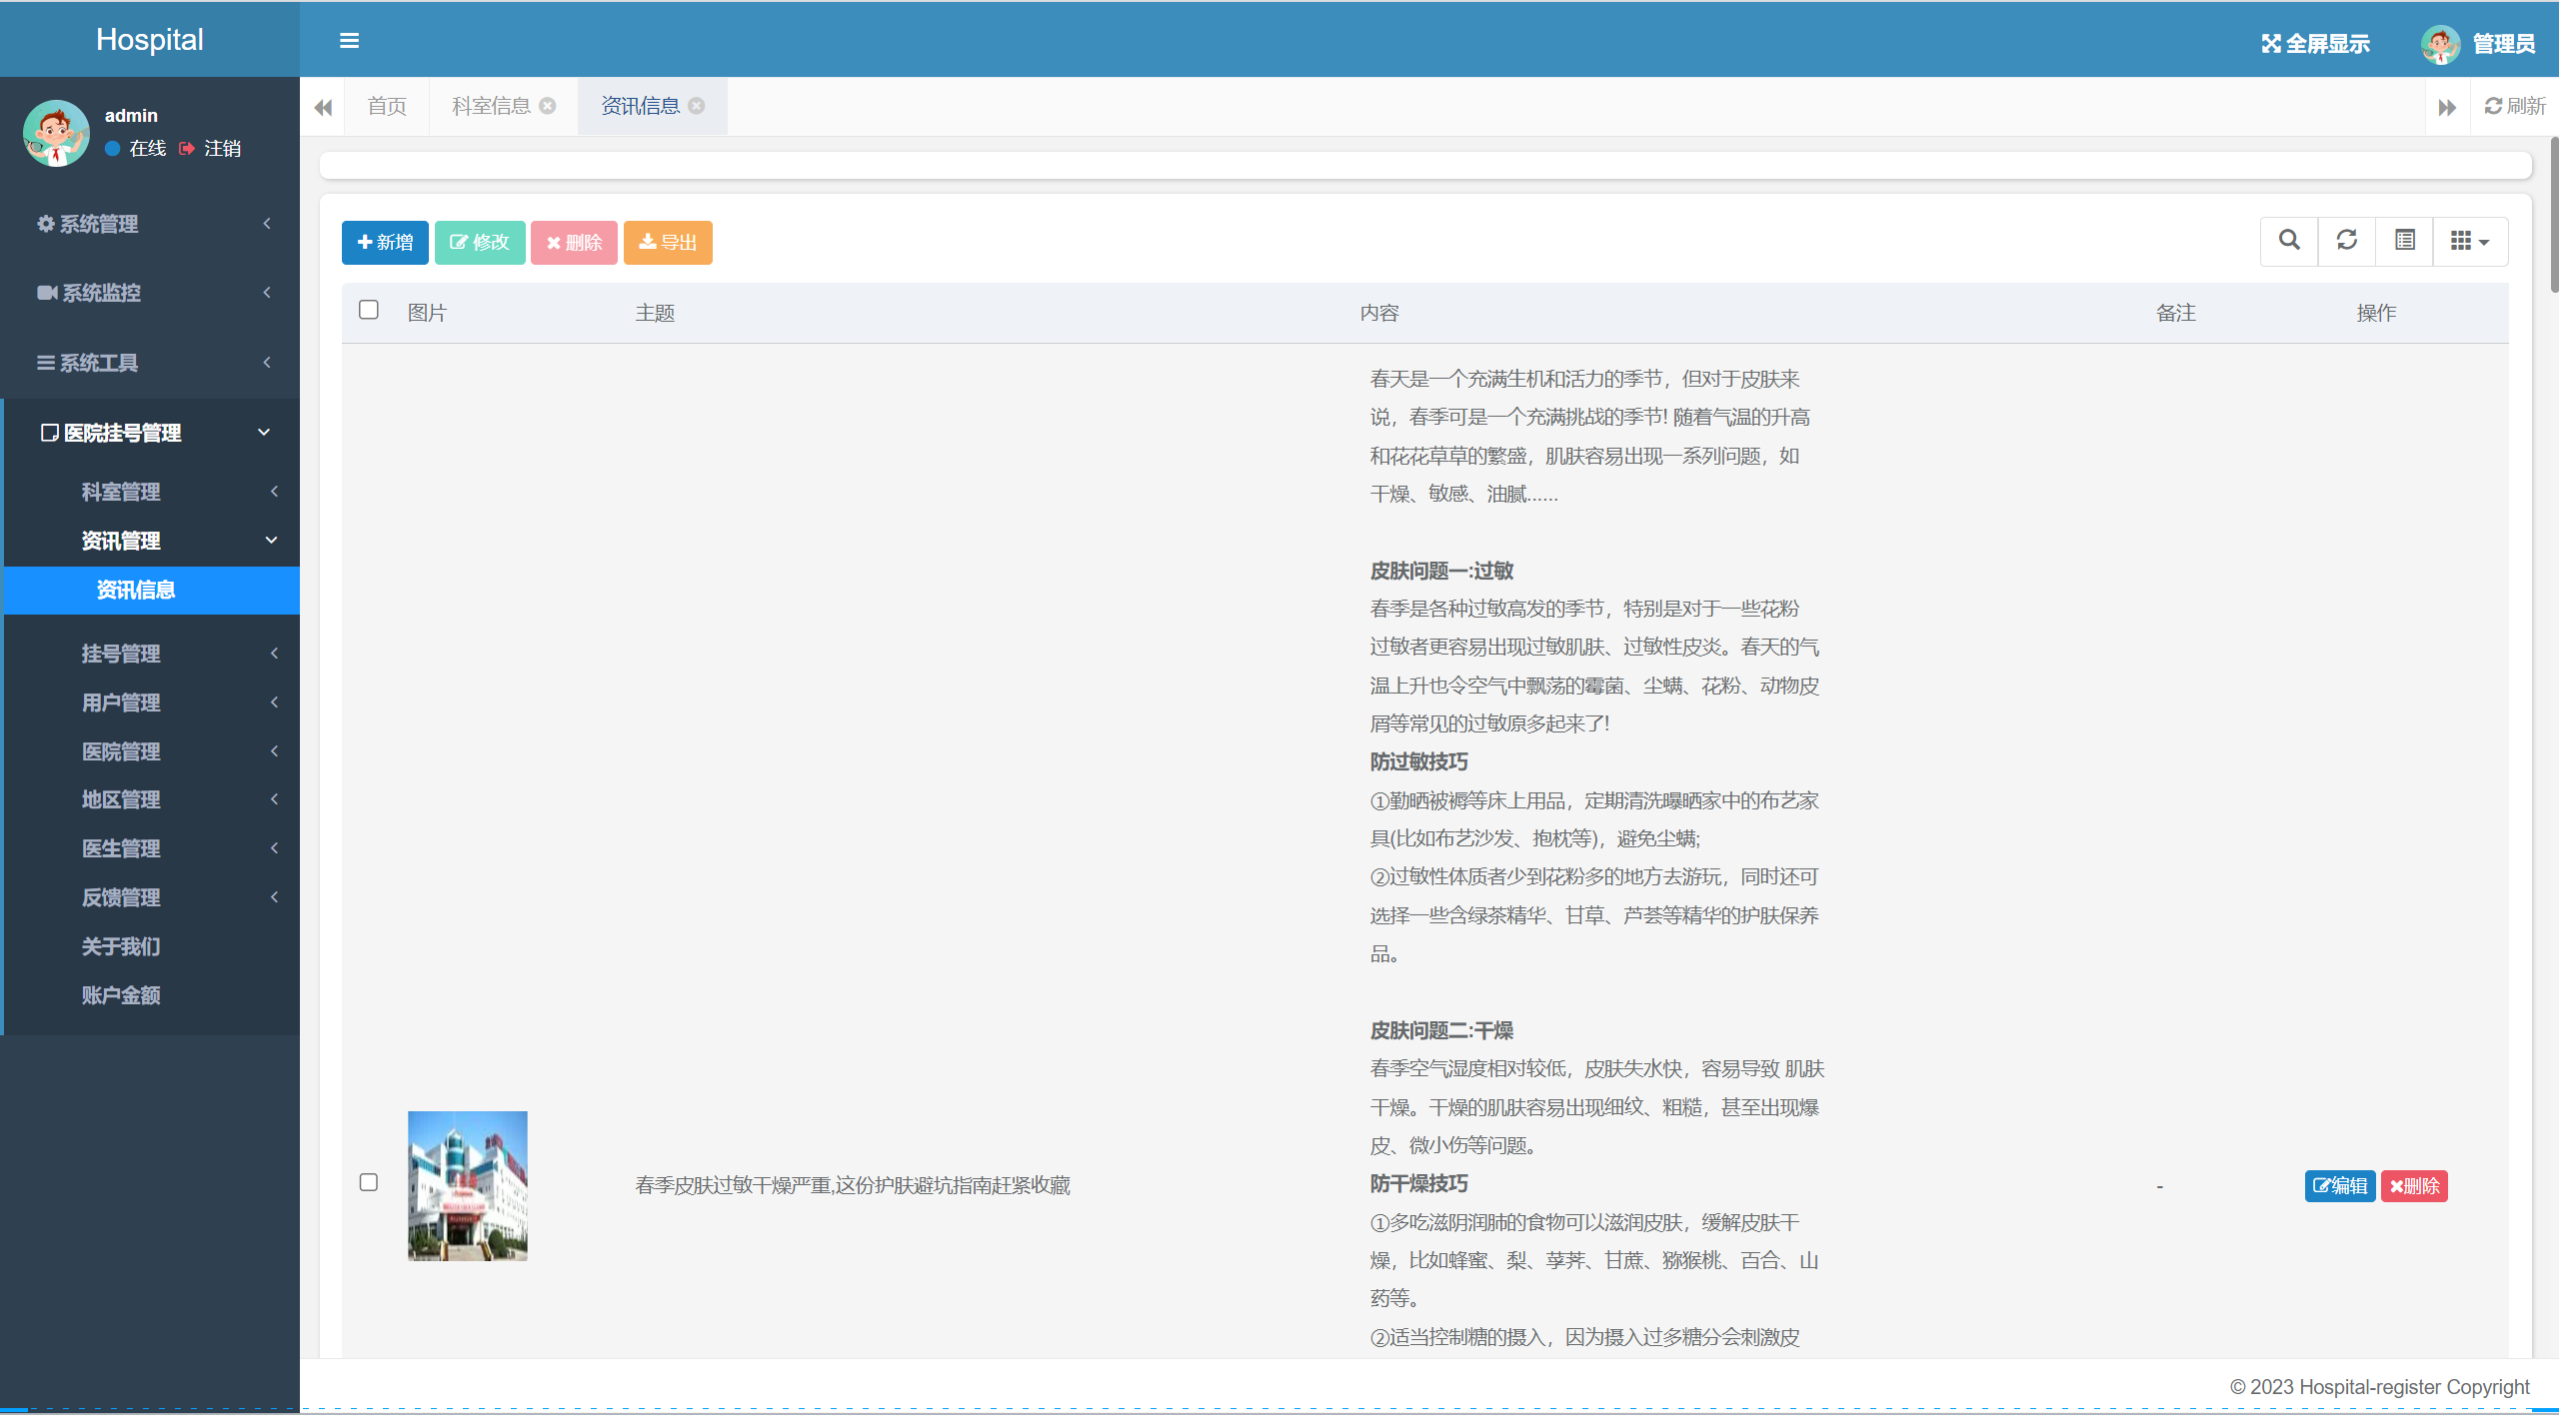 Hospital
全屏显示
管理员
admin
在线
注销
首页
科室信息
资讯信息
刷新
系统管理
系统监控
系统工具
医院挂号管理
科室管理
资讯管理
资讯信息
挂号管理
用户管理
医院管理
地区管理
医生管理
反馈管理
关于我们
账户金额
新增
修改
删除
导出
图片
主题
内容
备注
操作
春天是一个充满生机和活力的季节，但对于皮肤来
说，春季可是一个充满挑战的季节!随着气温的升高
和花花草草的繁盛，肌肤容易出现一系列问题，如
干燥、敏感、油腻......
皮肤问题一:过敏
春季是各种过敏高发的季节，特别是对于一些花粉
过敏者更容易出现过敏肌肤、过敏性皮炎。春天的气
温上升也令空气中飘荡的霉菌、尘螨、花粉、动物皮
屑等常见的过敏原多起来了!
防过敏技巧
①勤晒被褥等床上用品，定期清洗曝晒家中的布艺家
具(比如布艺沙发、抱枕等)，避免尘螨;
②过敏性体质者少到花粉多的地方去游玩，同时还可
选择一些含绿茶精华、甘草、芦荟等精华的护肤保养
品。
皮肤问题二:干燥
春季空气湿度相对较低，皮肤失水快，容易导致 肌肤
干燥。干燥的肌肤容易出现细纹、粗糙，甚至出现爆
皮、微小伤等问题。
防干燥技巧
①多吃滋阴润肺的食物可以滋润皮肤，缓解皮肤干
燥，比如蜂蜜、梨、荸荠、甘蔗、猕猴桃、百合、山
药等。
②适当控制糖的摄入，因为摄入过多糖分会刺激皮
春季皮肤过敏干燥严重,这份护肤避坑指南赶紧收藏
-
编辑
删除
© 2023 Hospital-register Copyright